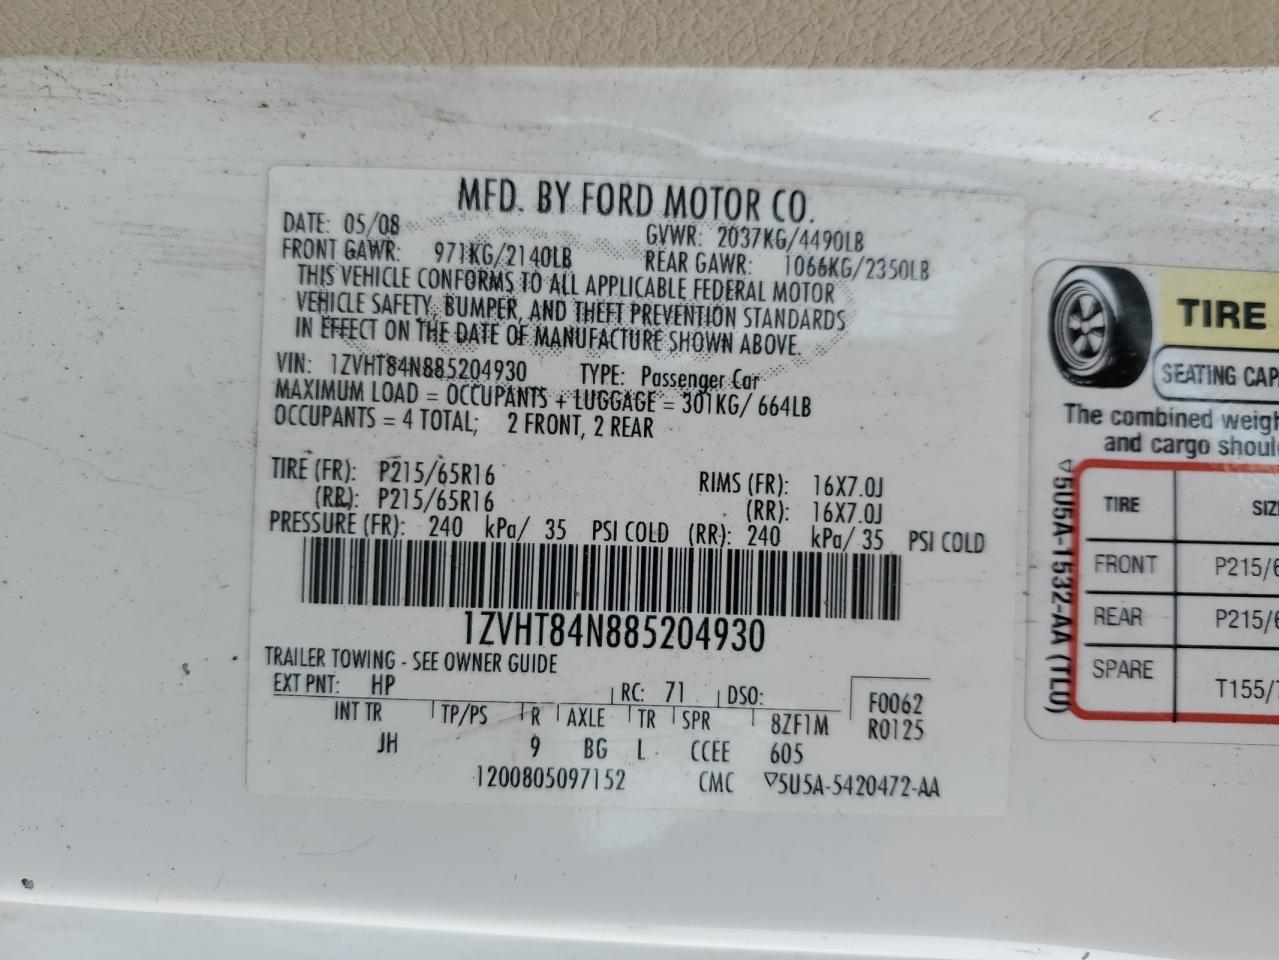 MFD. BY FORD MOTOR CO.
DATE: 05/08 GVWR: 2037KG/4490LB
FRONT GAWR: 971KG/2140LB REAR GAWR: 1066KG/2350LB
THIS VEHICLE CONFORMS TO ALL APPLICABLE FEDERAL MOTOR
VEHICLE SAFETY, BUMPER, AND THEFT PREVENTION STANDARDS
IN EFFECT ON THE DATE OF MANUFACTURE SHOWN ABOVE.
VIN: 1ZVHT84N885204930 TYPE: Passenger Car
MAXIMUM LOAD = OCCUPANTS + LUGGAGE = 301KG/ 664LB
OCCUPANTS = 4 TOTAL; 2 FRONT, 2 REAR
TIRE (FR): P215/65R16 RIMS (FR): 16X7.0J
(RR): P215/65R16 (RR): 16X7.0J
PRESSURE (FR): 240 kPa/ 35 PSI COLD (RR): 240 kPa/ 35 PSI COLD
1ZVHT84N885204930
TRAILER TOWING - SEE OWNER GUIDE
EXT PNT: HP RC: 71 DSO: F0062
INT TR TP/PS R AXLE TR SPR 8ZF1M R0125
JH 9 BG L CCEE 605
1200805097152 CMC ▽5U5A-5420472-AA
TIRE
SEATING CAP
The combined weigh
and cargo shoul
▽5U5A-1532-AA (TLU)
TIRE SIZ
FRONT P215/6
REAR P215/6
SPARE T155/